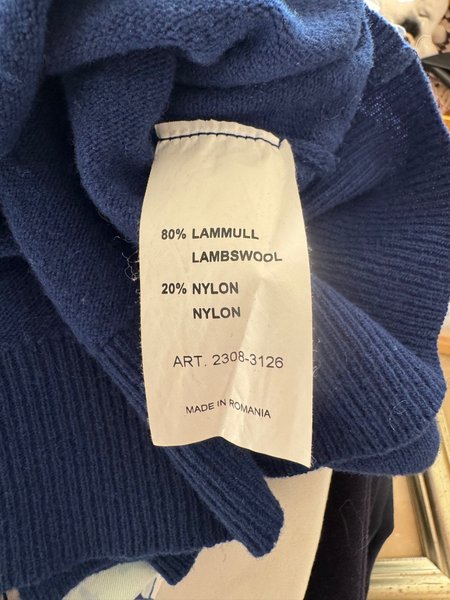 80% LAMMULL
LAMBSWOOL
20% NYLON
NYLON
ART. 2308-3126
MADE IN ROMANIA